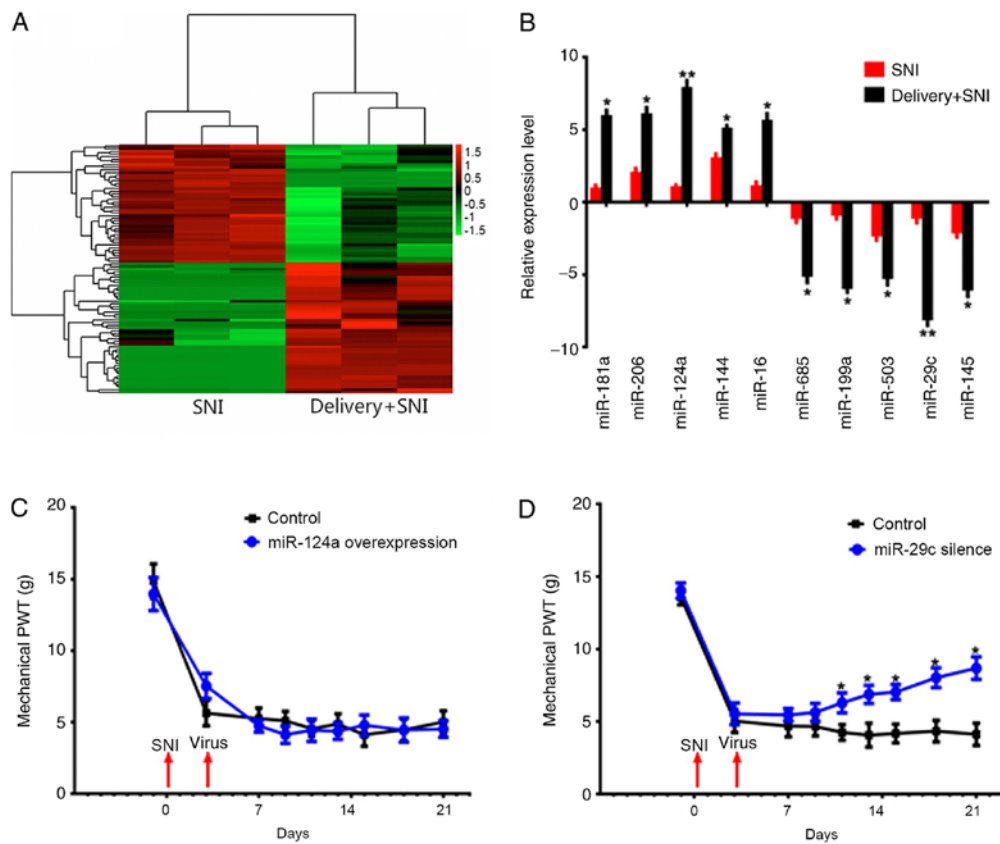 A
1.5
1
0.5
0
-0.5
-1
-1.5
SNI
Delivery+SNI
B
SNI
Delivery+SNI
Relative expression level
10
5
0
−5
−10
* * ** * *
* * * ** *
miR-181a
miR-206
miR-124a
miR-144
miR-16
miR-685
miR-199a
miR-503
miR-29c
miR-145
C
Control
miR-124a overexpression
Mechanical PWT (g)
20
15
10
5
0
SNI
Virus
0 7 14 21
Days
D
Control
miR-29c silence
Mechanical PWT (g)
20
15
10
5
0
* * * * *
SNI
Virus
0 7 14 21
Days